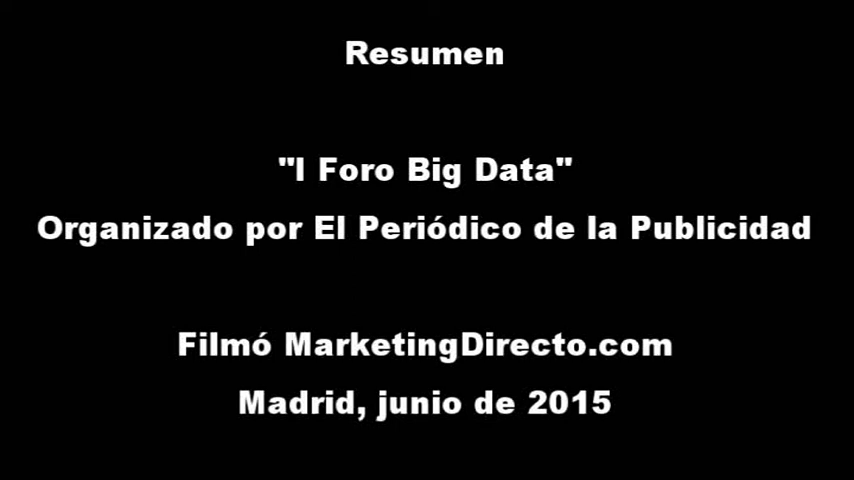 Resumen
"I Foro Big Data"
Organizado por El Periódico de la Publicidad
Filmó MarketingDirecto.com
Madrid, junio de 2015